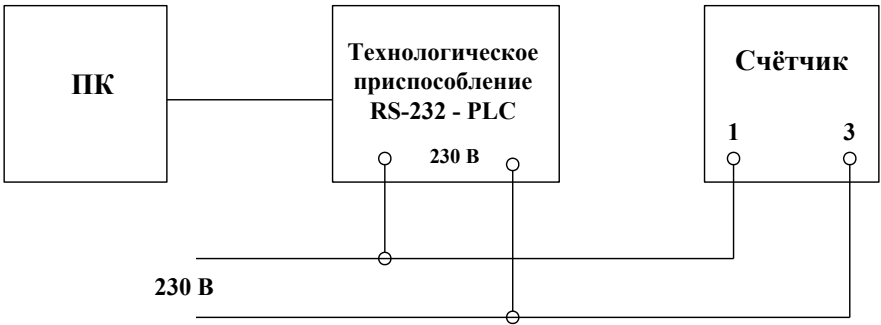 ПК
Технологическое
приспособление
RS-232 - PLC
230 В
Счётчик
1
3
230 В